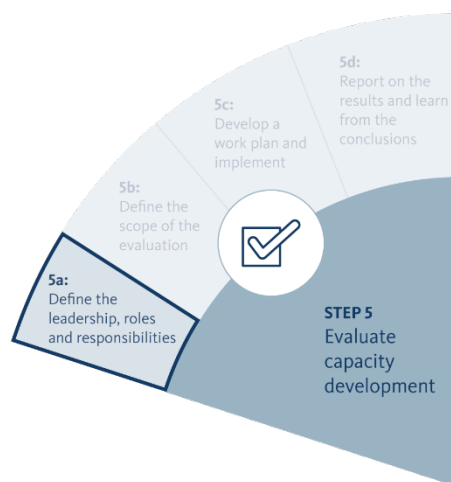 5d:
Report on the
results and learn
from the
conclusions
5c:
Develop a
work plan and
implement
5b:
Define the
scope of the
evaluation
5a:
Define the
leadership, roles
and responsibilities
STEP 5
Evaluate
capacity
development